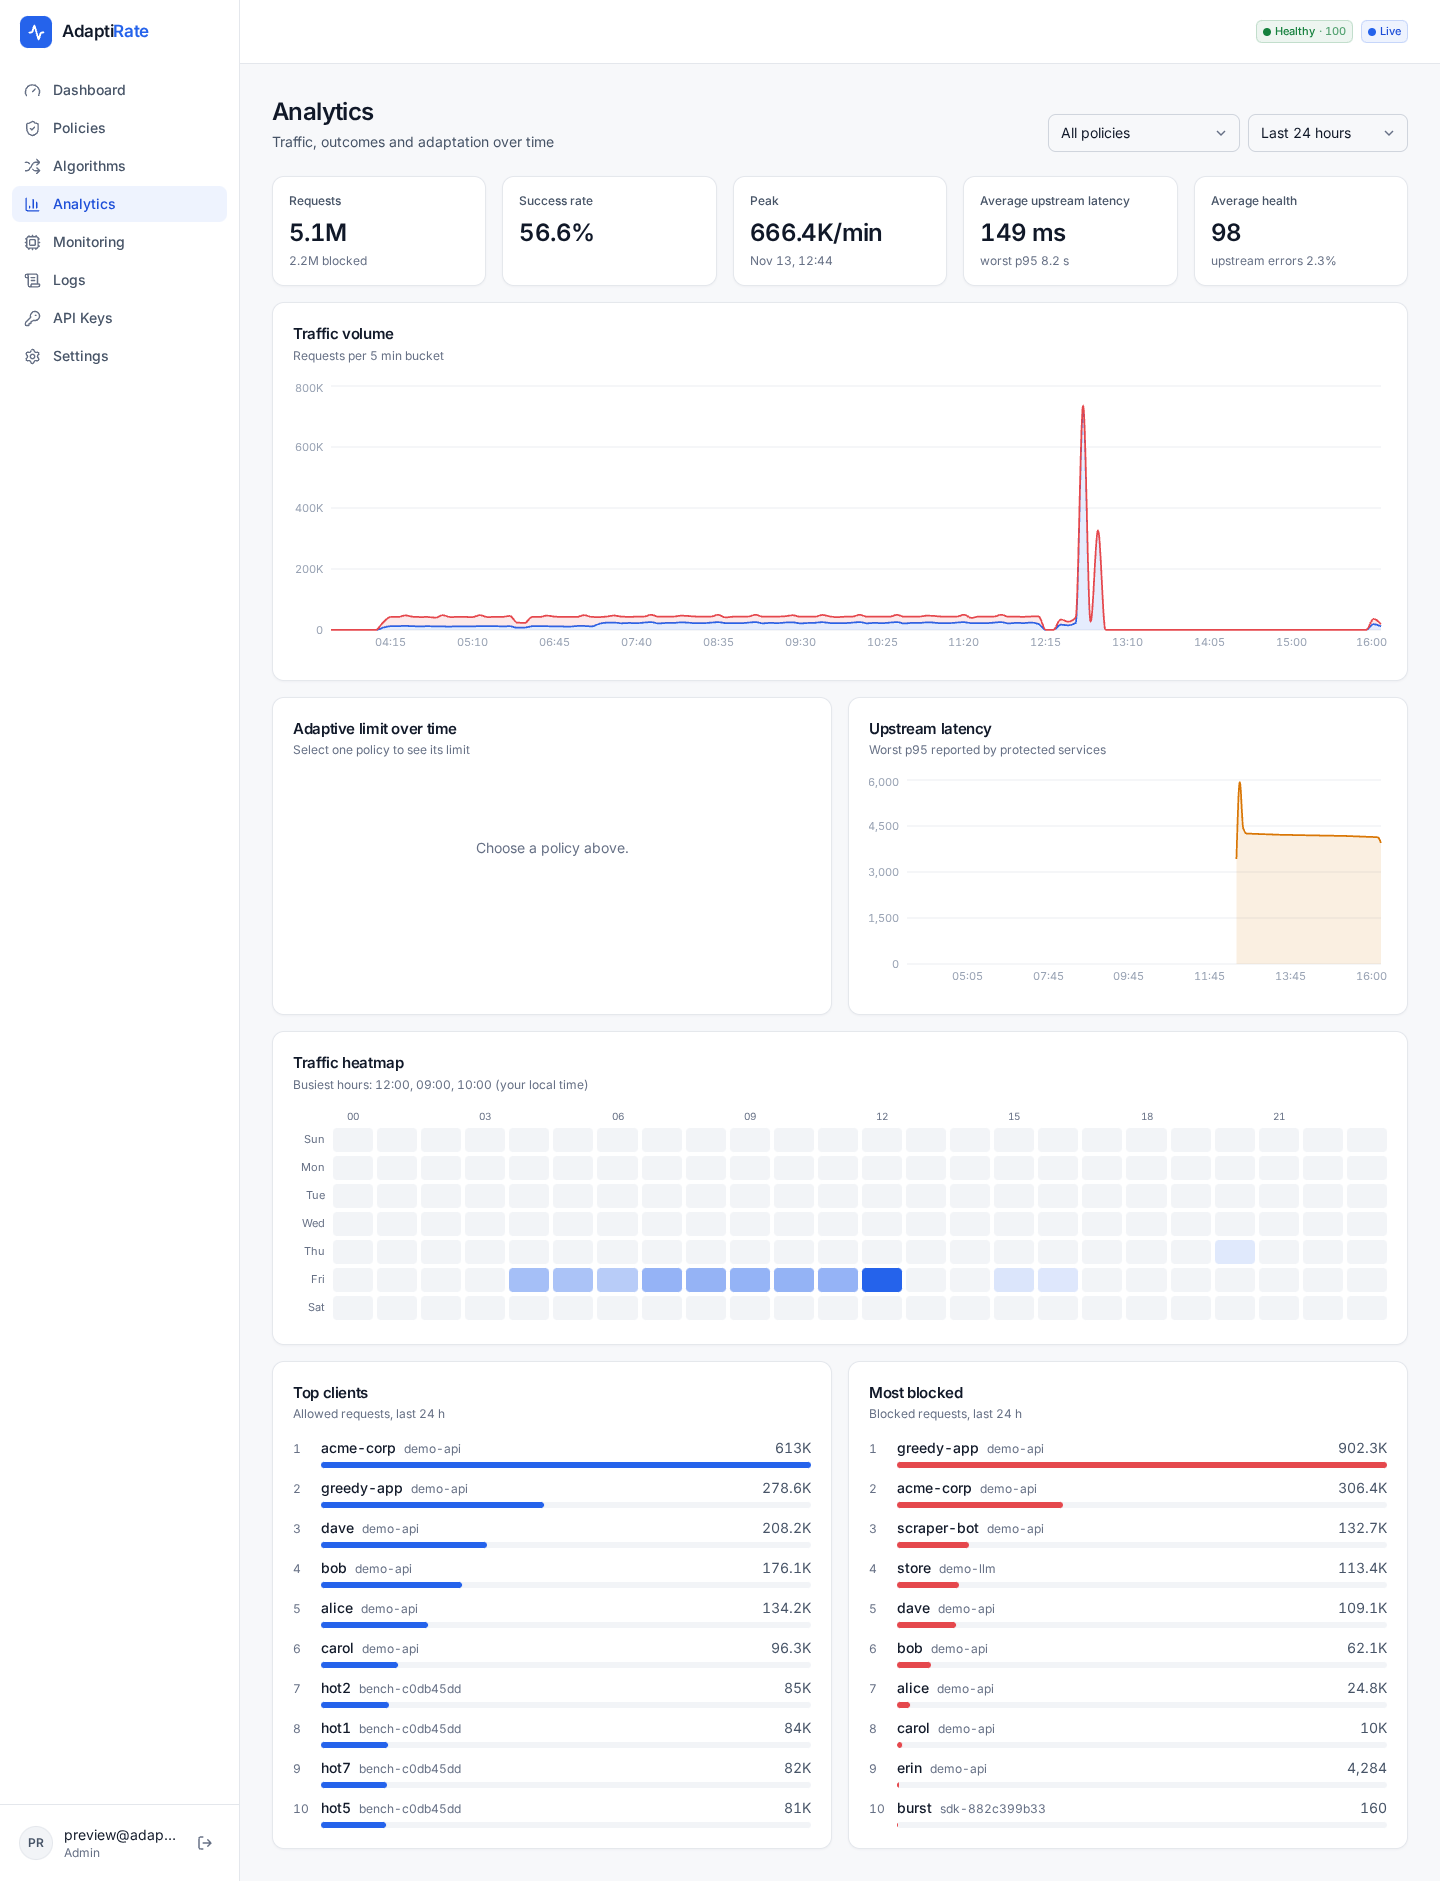 AdaptiRate
Healthy · 100
Live
Dashboard
Policies
Algorithms
Analytics
Monitoring
Logs
API Keys
Settings
Analytics
Traffic, outcomes and adaptation over time
All policies
Last 24 hours
Requests
5.1M
2.2M blocked
Success rate
56.6%
Peak
666.4K/min
Nov 13, 12:44
Average upstream latency
149 ms
worst p95 8.2 s
Average health
98
upstream errors 2.3%
Traffic volume
Requests per 5 min bucket
800K
600K
400K
200K
0
04:15 05:10 06:45 07:40 08:35 09:30 10:25 11:20 12:15 13:10 14:05 15:00 16:00
Adaptive limit over time
Select one policy to see its limit
Choose a policy above.
Upstream latency
Worst p95 reported by protected services
6,000
4,500
3,000
1,500
0
05:05 07:45 09:45 11:45 13:45 16:00
Traffic heatmap
Busiest hours: 12:00, 09:00, 10:00 (your local time)
00 03 06 09 12 15 18 21
Sun
Mon
Tue
Wed
Thu
Fri
Sat
Top clients
Allowed requests, last 24 h
1 acme-corp demo-api 613K
2 greedy-app demo-api 278.6K
3 dave demo-api 208.2K
4 bob demo-api 176.1K
5 alice demo-api 134.2K
6 carol demo-api 96.3K
7 hot2 bench-c0db45dd 85K
8 hot1 bench-c0db45dd 84K
9 hot7 bench-c0db45dd 82K
10 hot5 bench-c0db45dd 81K
Most blocked
Blocked requests, last 24 h
1 greedy-app demo-api 902.3K
2 acme-corp demo-api 306.4K
3 scraper-bot demo-api 132.7K
4 store demo-llm 113.4K
5 dave demo-api 109.1K
6 bob demo-api 62.1K
7 alice demo-api 24.8K
8 carol demo-api 10K
9 erin demo-api 4,284
10 burst sdk-882c399b33 160
PR
preview@adap...
Admin